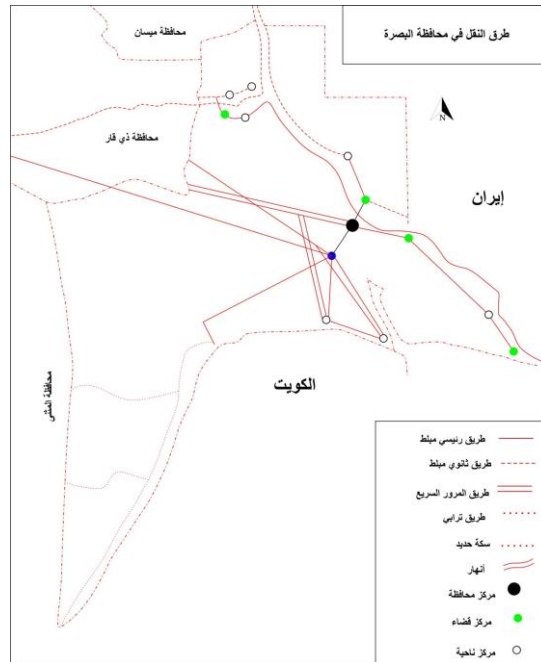 طرق النقل في محافظة البصرة
محافظة ميسان
محافظة ذي قار
إيران
N
الكويت
محافظة المثنى
طريق رئيسي مبلط
طريق ثانوي مبلط
طريق المرور السريع
طريق ترابي
سكة حديد
أنهار
مركز محافظة
مركز قضاء
مركز ناحية